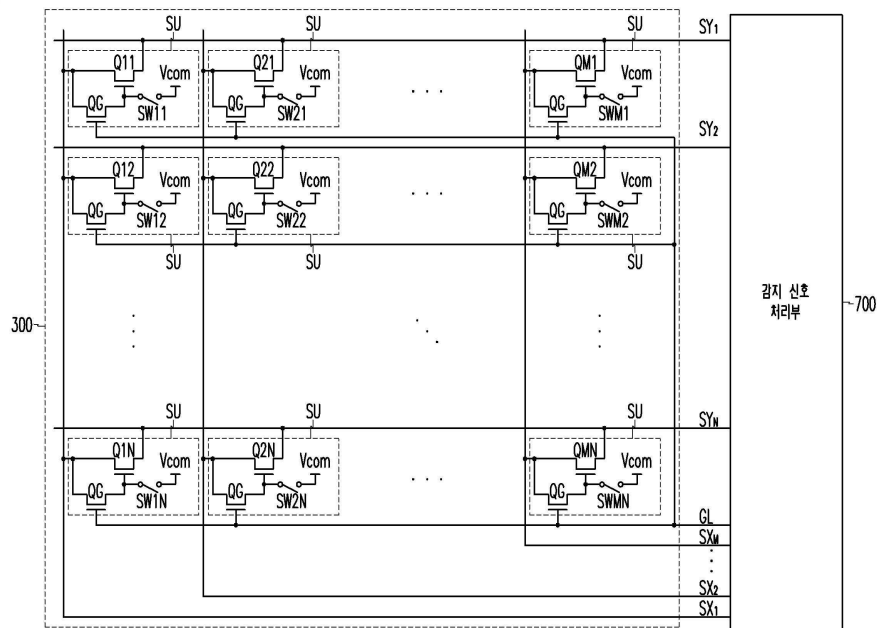 SU SU SU SY1
Q11 Q21 QM1
Vcom Vcom Vcom
QG QG QG
SW11 SW21 SWM1
SY2
Q12 Q22 QM2
Vcom Vcom Vcom
QG QG QG
SW12 SW22 SWM2
SU SU SU
감지 신호
처리부
300
700
SU SU SU SYN
Q1N Q2N QMN
Vcom Vcom Vcom
QG QG QG
SW1N SW2N SWMN
GL
SXM
SX2
SX1